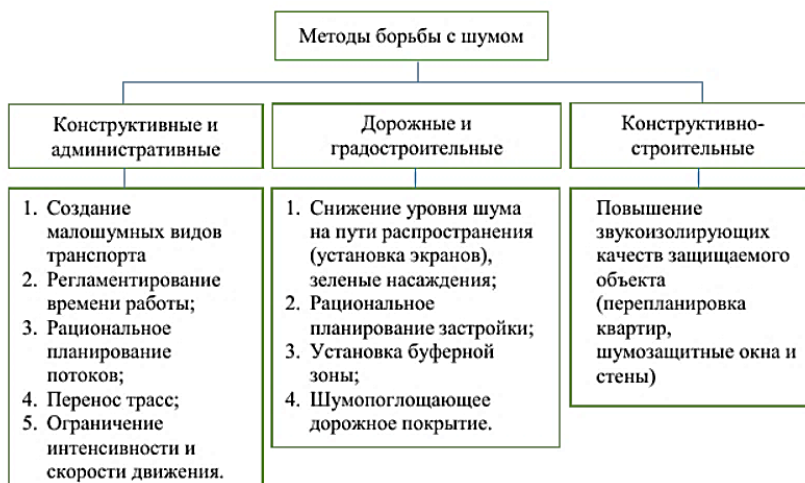 Методы борьбы с шумом
Конструктивные и
административные
Дорожные и
градостроительные
Конструктивно-
строительные
1. Создание
малошумных видов
транспорта
2. Регламентирование
времени работы;
3. Рациональное
планирование
потоков;
4. Перенос трасс;
5. Ограничение
интенсивности и
скорости движения.
1. Снижение уровня шума
на пути распространения
(установка экранов),
зеленые насаждения;
2. Рациональное
планирование застройки;
3. Установка буферной
зоны;
4. Шумопоглощающее
дорожное покрытие.
Повышение
звукоизолирующих
качеств защищаемого
объекта
(перепланировка
квартир,
шумозащитные окна и
стены)